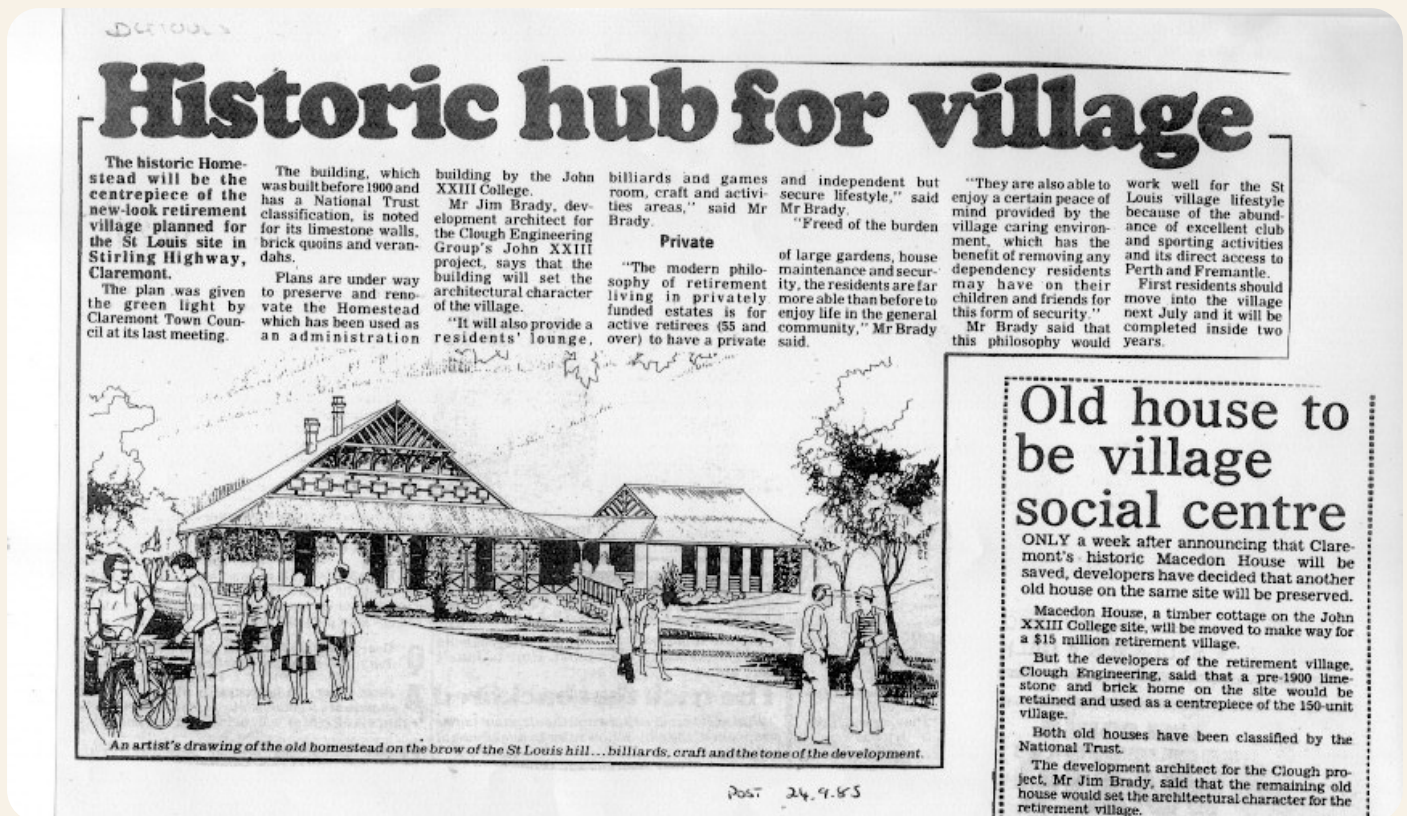 Historic hub for village
The historic Home-
stead will be the
centrepiece of the
new-look retirement
village planned for
the St Louis site in
Stirling Highway,
Claremont.
The plan was given
the green light by
Claremont Town Coun-
cil at its last meeting.
The building, which
was built before 1900 and
has a National Trust
classification, is noted
for its limestone walls,
brick quoins and veran-
dahs.
Plans are under way
to preserve and reno-
vate the Homestead
which has been used as
an administration
building by the John
XXIII College.
Mr Jim Brady, dev-
elopment architect for
the Clough Engineering
Group's John XXIII
project, says that the
building will set the
architectural character
of the village.
"It will also provide a
residents' lounge,
billiards and games
room, craft and activi-
ties areas," said Mr
Brady.
Private
"The modern philo-
sophy of retirement
living in privately
funded estates is for
active retirees (55 and
over) to have a private
and independent but
secure lifestyle," said
Mr Brady.
"Freed of the burden
of large gardens, house
maintenance and secur-
ity, the residents are far
more able than before to
enjoy life in the general
community," Mr Brady
said.
"They are also able to
enjoy a certain peace of
mind provided by the
village caring environ-
ment, which has the
benefit of removing any
dependency residents
may have on their
children and friends for
this form of security."
Mr Brady said that
this philosophy would
work well for the St
Louis village lifestyle
because of the abund-
ance of excellent club
and sporting activities
and its direct access to
Perth and Fremantle.
First residents should
move into the village
next July and it will be
completed inside two
years.
An artist's drawing of the old homestead on the brow of the St Louis hill...billiards, craft and the tone of the development.
POST 24.9.85
Old house to
be village
social centre
ONLY a week after announcing that Clare-
mont's historic Macedon House will be
saved, developers have decided that another
old house on the same site will be preserved.
Macedon House, a timber cottage on the John
XXIII College site, will be moved to make way for
a $15 million retirement village.
But the developers of the retirement village,
Clough Engineering, said that a pre-1900 lime-
stone and brick home on the site would be
retained and used as a centrepiece of the 150-unit
village.
Both old houses have been classified by the
National Trust.
The development architect for the Clough pro-
ject, Mr Jim Brady, said that the remaining old
house would set the architectural character for the
retirement village.